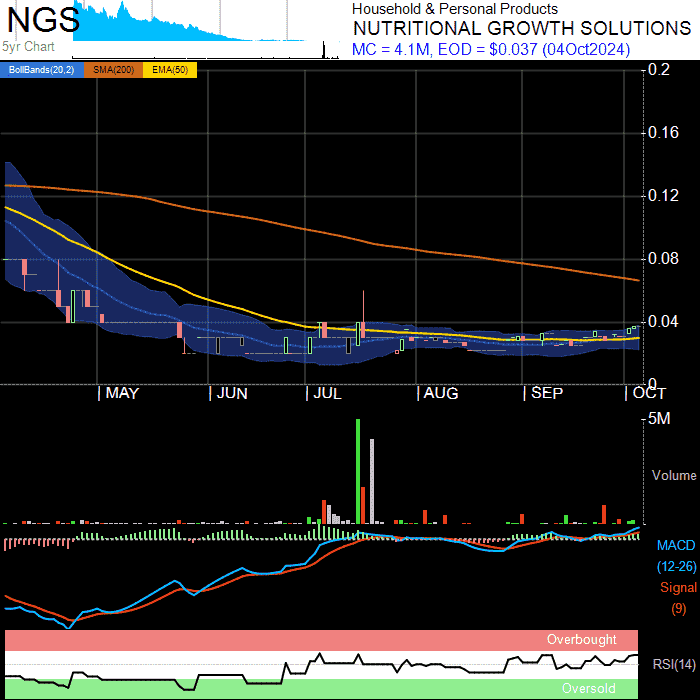 NGS
5yr Chart
Household & Personal Products
NUTRITIONAL GROWTH SOLUTIONS
MC = 4.1M, EOD = $0.037 (04Oct2024)
BollBands(20,2) SMA(200) EMA(50)
0.2
0.16
0.12
0.08
0.04
0
MAY JUN JUL AUG SEP OCT
5M
Volume
MACD
(12-26)
Signal
(9)
Overbought
RSI(14)
Oversold